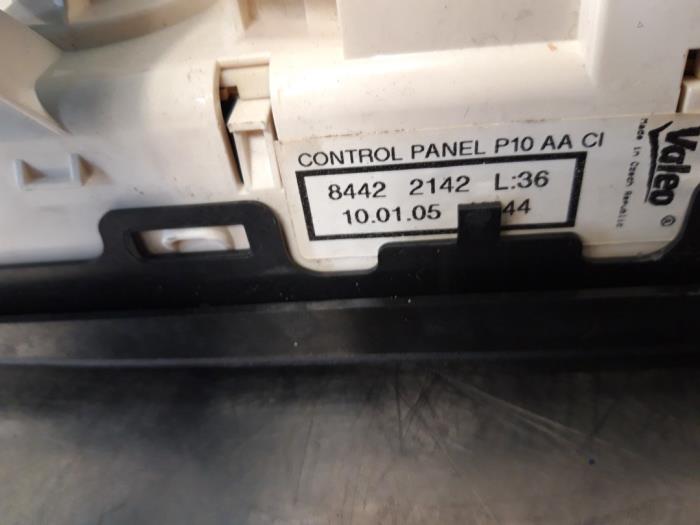 CONTROL PANEL P10 AA CI
8442 2142 L:36
10.01.05 44
Valeo ®
Made in Czech Republic